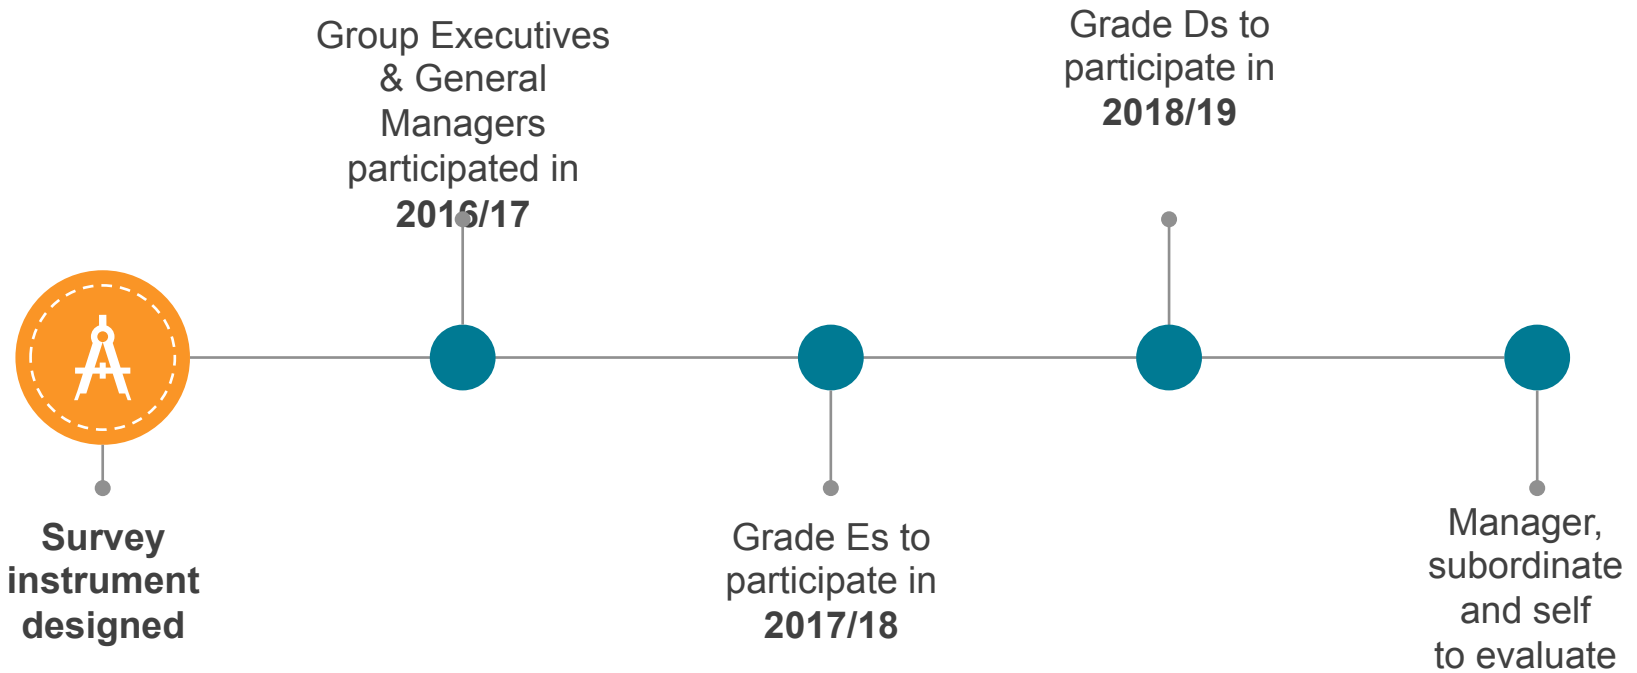 Group Executives
& General
Managers
participated in
2016/17
Grade Ds to
participate in
2018/19
Survey
instrument
designed
Grade Es to
participate in
2017/18
Manager,
subordinate
and self
to evaluate